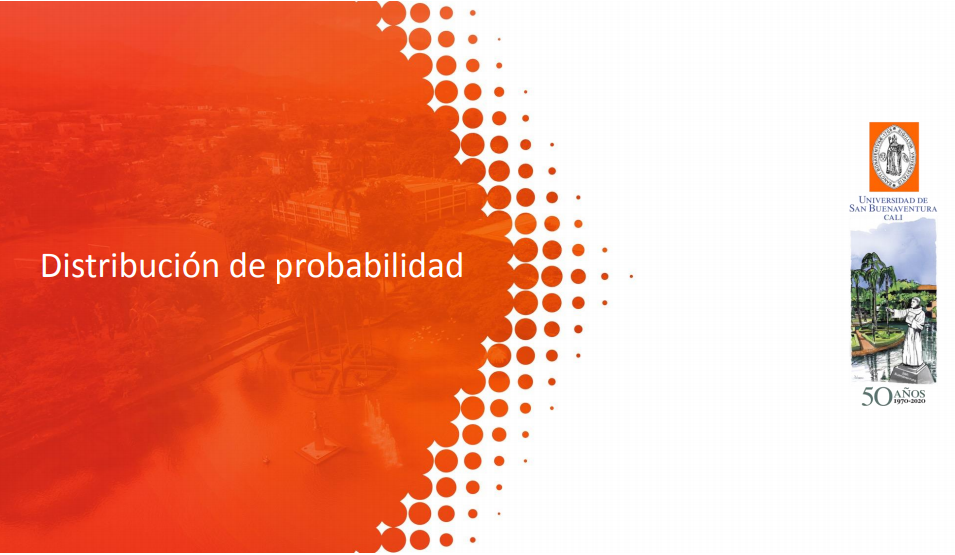 Distribución de probabilidad
UNIVERSIDAD DE
SAN BUENAVENTURA
CALI
50 AÑOS
1970-2020